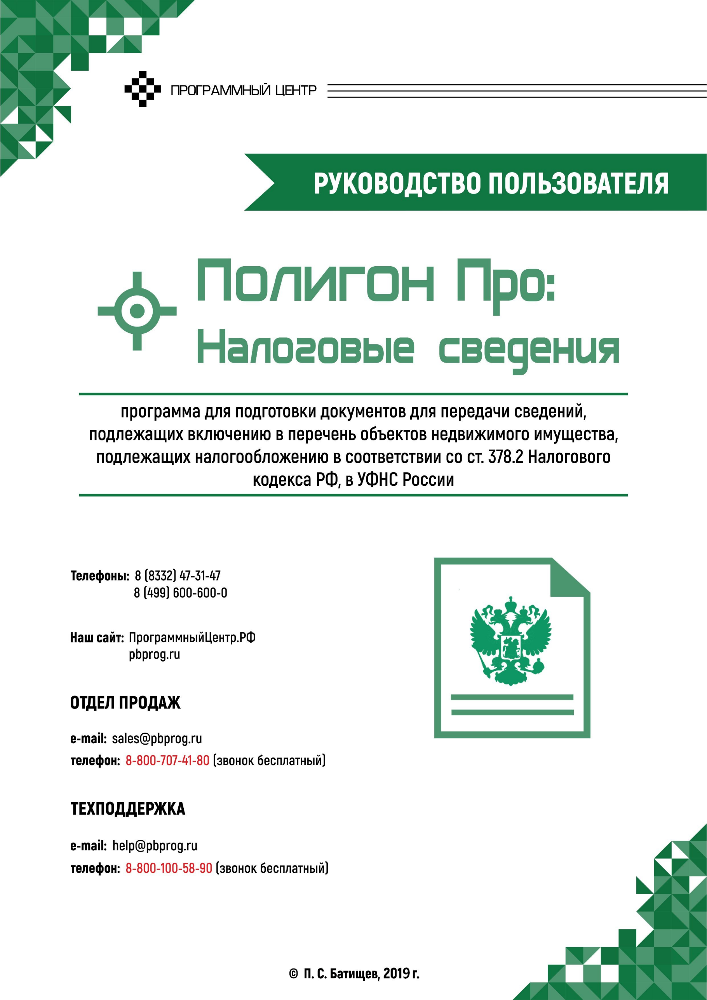 ПРОГРАММНЫЙ ЦЕНТР
РУКОВОДСТВО ПОЛЬЗОВАТЕЛЯ
Полигон Про:
Налоговые сведения
программа для подготовки документов для передачи сведений,
подлежащих включению в перечень объектов недвижимого имущества,
подлежащих налогообложению в соответствии со ст. 378.2 Налогового
кодекса РФ, в УФНС России
Телефоны: 8 (8332) 47-31-47
8 (499) 600-600-0
Наш сайт: ПрограммныйЦентр.РФ
pbprog.ru
ОТДЕЛ ПРОДАЖ
e-mail: sales@pbprog.ru
телефон: 8-800-707-41-80 (звонок бесплатный)
ТЕХПОДДЕРЖКА
e-mail: help@pbprog.ru
телефон: 8-800-100-58-90 (звонок бесплатный)
© П. С. Батищев, 2019 г.